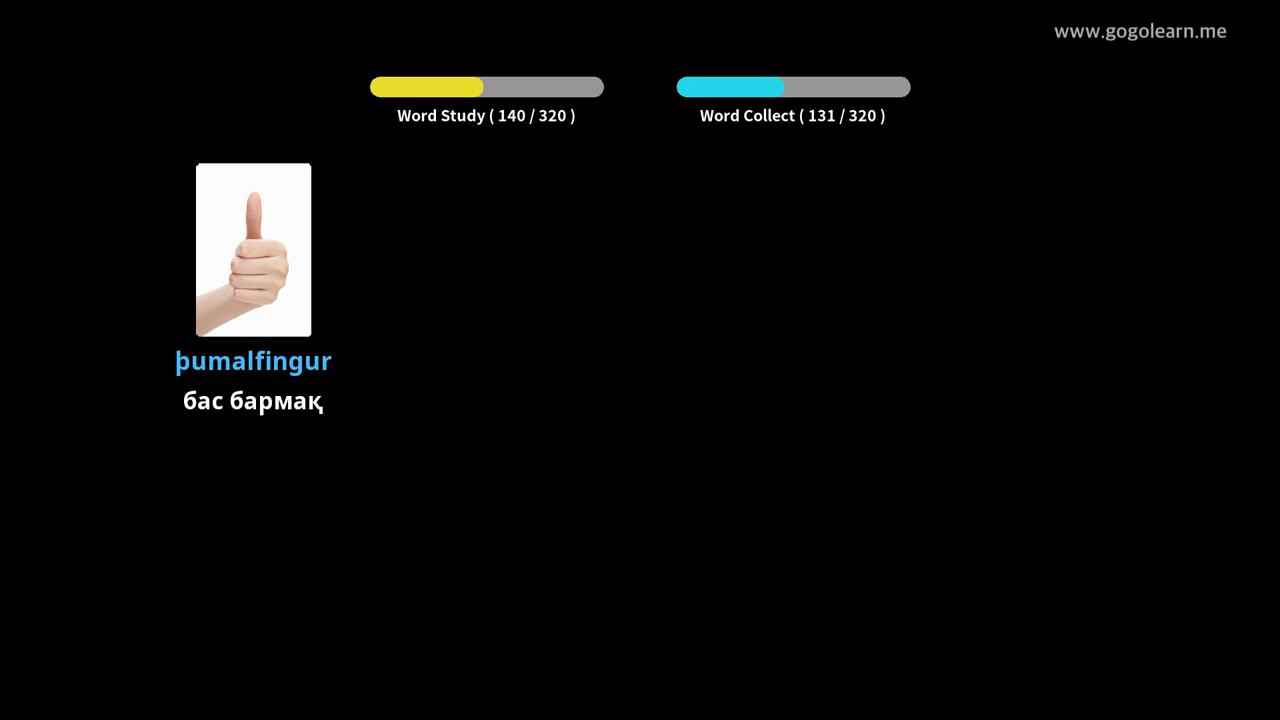 www.gogolearn.me
Word Study ( 140 / 320 )
Word Collect ( 131 / 320 )
þumalfingur
бас бармақ